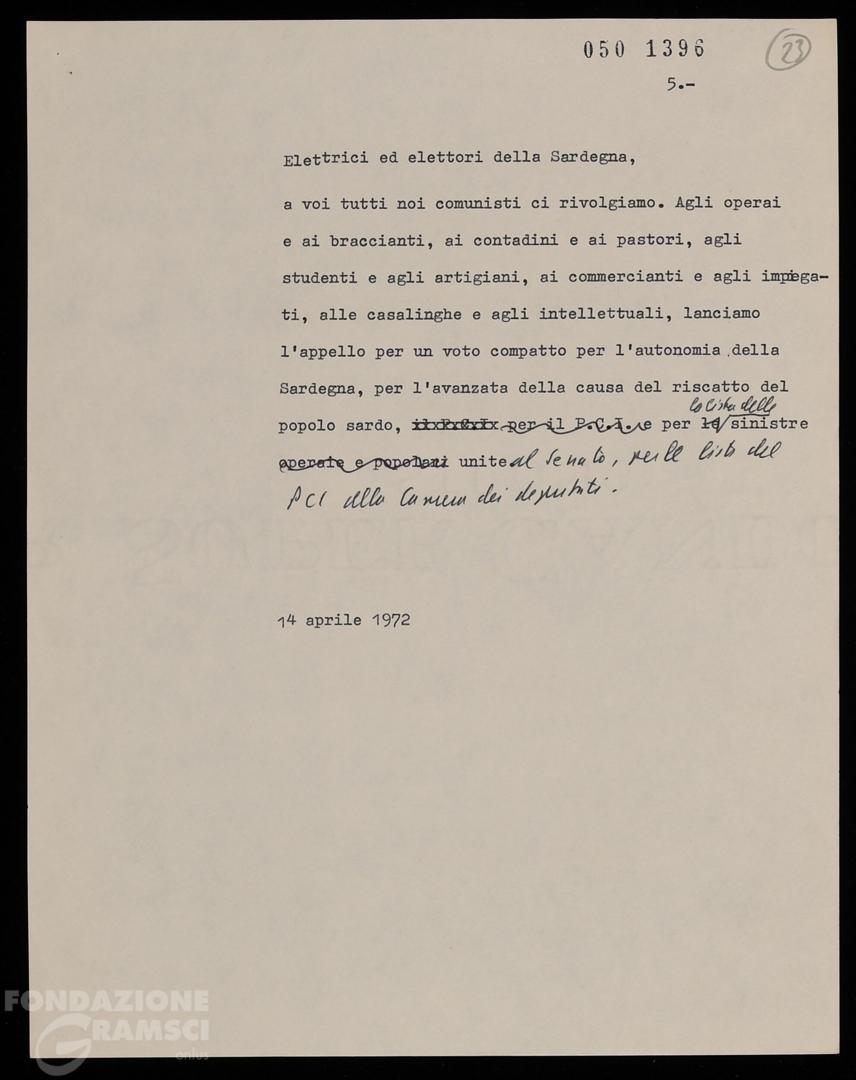 050 1396
23
5.-
Elettrici ed elettori della Sardegna,
a voi tutti noi comunisti ci rivolgiamo. Agli operai
e ai braccianti, ai contadini e ai pastori, agli
studenti e agli artigiani, ai commercianti e agli impiega-
ti, alle casalinghe e agli intellettuali, lanciamo
l'appello per un voto compatto per l'autonomia della
Sardegna, per l'avanzata della causa del riscatto del
la lista delle
popolo sardo, per il P.C.I. e per le sinistre
operaie e popolari unite al Senato, per la lista del
PCI alla Camera dei deputati.
14 aprile 1972
FONDAZIONE
GRAMSCI
onlus